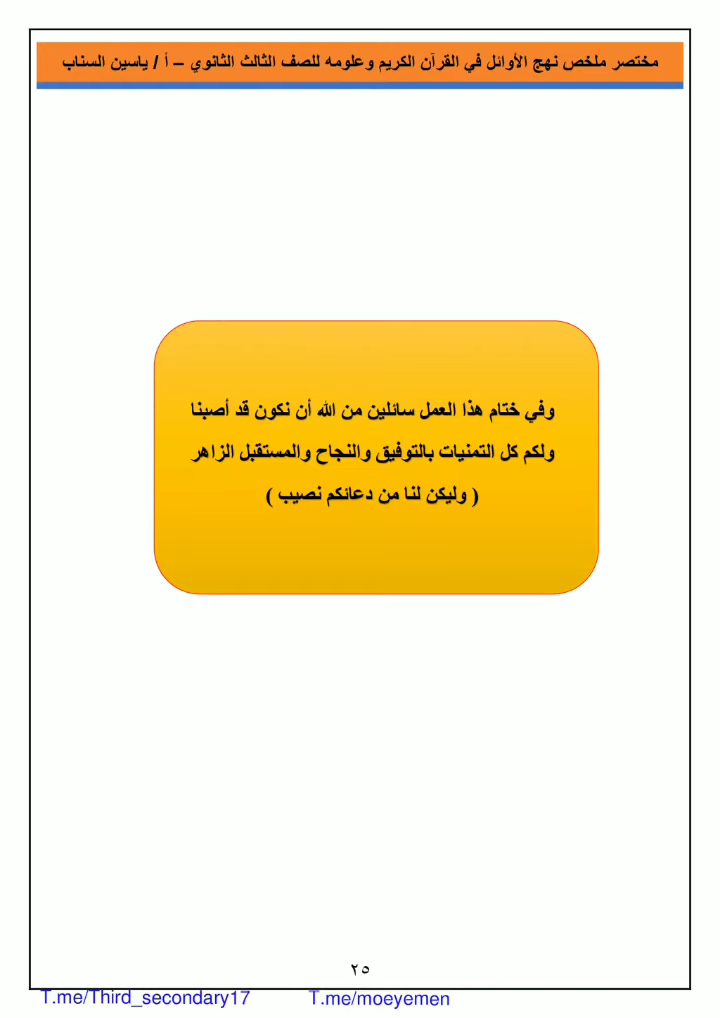 مختصر ملخص نهج الأوائل في القرآن الكريم وعلومه للصف الثالث الثانوي – أ / ياسين السناب
وفي ختام هذا العمل سائلين من الله أن نكون قد أصبنا
ولكم كل التمنيات بالتوفيق والنجاح والمستقبل الزاهر
( وليكن لنا من دعائكم نصيب )
٢٥
T.me/Third_secondary17 T.me/moeyemen